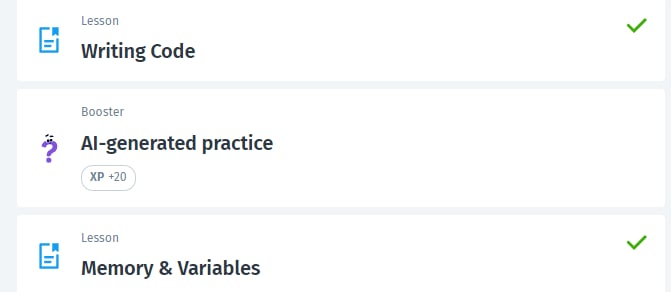 Lesson
Writing Code
Booster
AI-generated practice
XP +20
Lesson
Memory & Variables